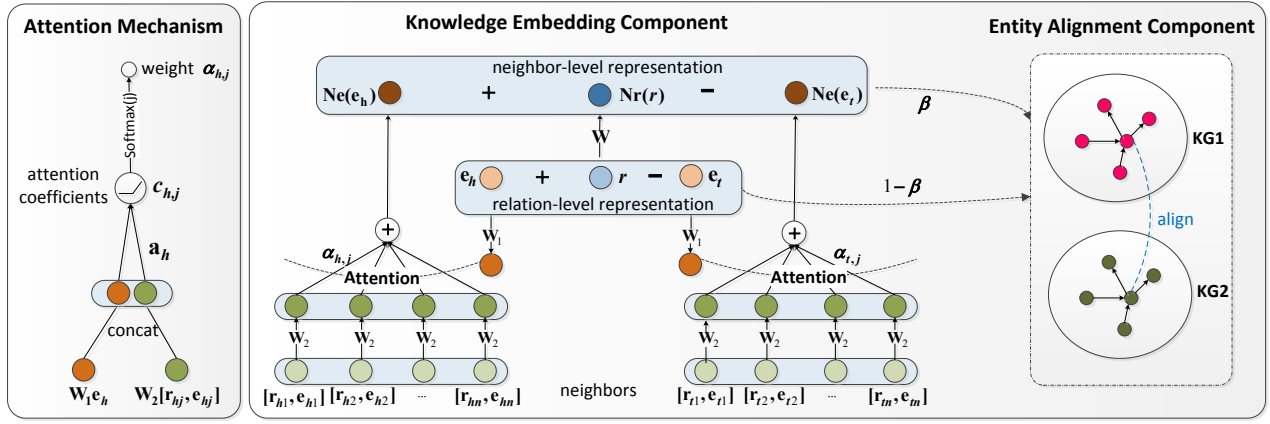 Attention Mechanism
weight α_{h,j}
Softmax(j)
attention
coefficients
c_{h,j}
a_h
concat
W_1e_h
W_2[r_{hj}, e_{hj}]
Knowledge Embedding Component
neighbor-level representation
Ne(e_h) + Nr(r) − Ne(e_t)
W
e_h + r − e_t
relation-level representation
W_1
W_1
+
+
α_{h,j}
α_{t,j}
Attention
Attention
W_2 W_2 W_2 W_2
W_2 W_2 W_2 W_2
[r_{h1}, e_{h1}] [r_{h2}, e_{h2}] ... [r_{hn}, e_{hn}]
neighbors
[r_{t1}, e_{t1}] [r_{t2}, e_{t2}] ... [r_{tn}, e_{tn}]
β
1−β
Entity Alignment Component
KG1
align
KG2